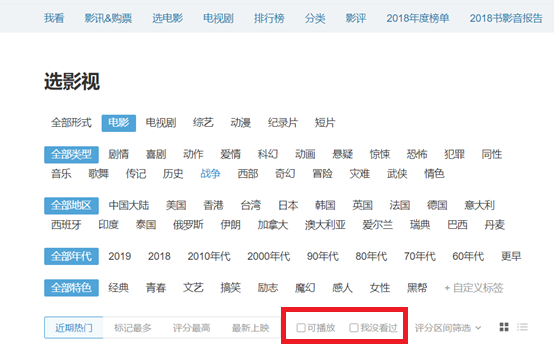 我看 影讯&购票 选电影 电视剧 排行榜 分类 影评 2018年度榜单 2018书影音报告
选影视
全部形式 电影 电视剧 综艺 动漫 纪录片 短片
全部类型 剧情 喜剧 动作 爱情 科幻 动画 悬疑 惊悚 恐怖 犯罪 同性
音乐 歌舞 传记 历史 战争 西部 奇幻 冒险 灾难 武侠 情色
全部地区 中国大陆 美国 香港 台湾 日本 韩国 英国 法国 德国 意大利
西班牙 印度 泰国 俄罗斯 伊朗 加拿大 澳大利亚 爱尔兰 瑞典 巴西 丹麦
全部年代 2019 2018 2010年代 2000年代 90年代 80年代 70年代 60年代 更早
全部特色 经典 青春 文艺 搞笑 励志 魔幻 感人 女性 黑帮 + 自定义标签
近期热门 标记最多 评分最高 最新上映 可播放 我没看过 评分区间筛选